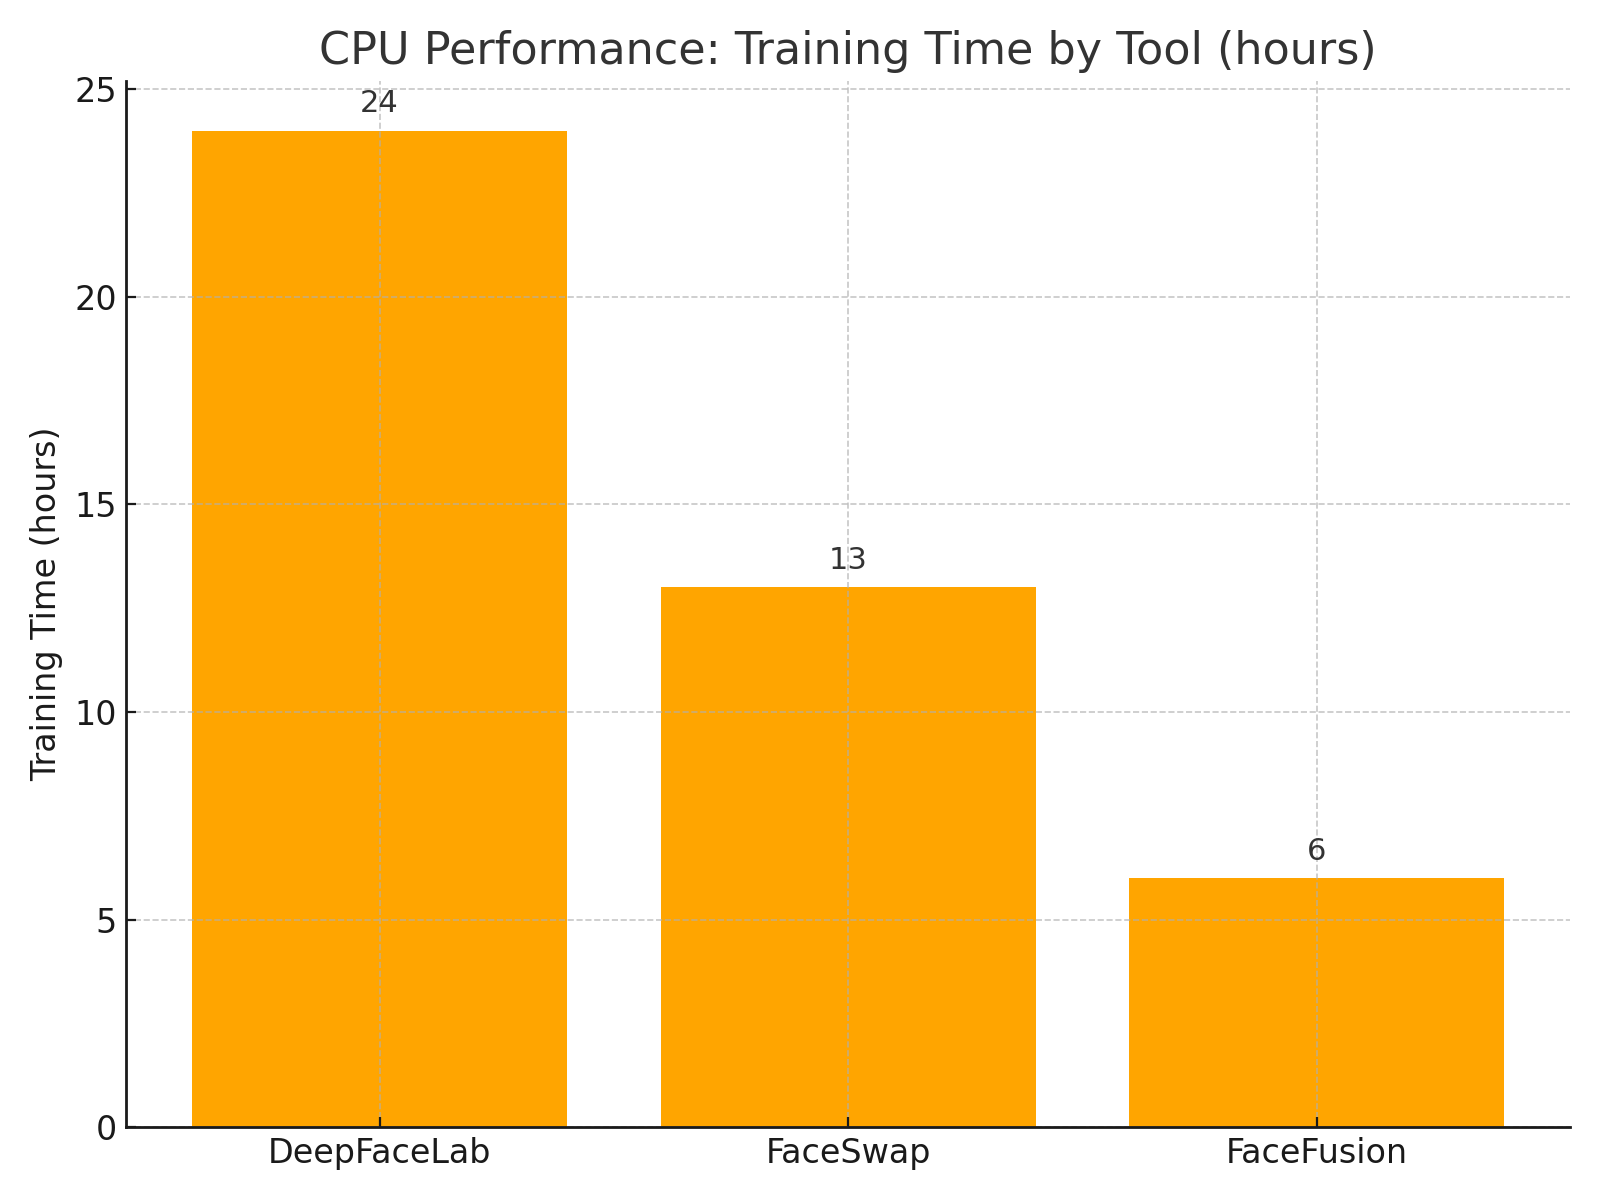 CPU Performance: Training Time by Tool (hours)
25
24
20
15
13
10
6
5
0
Training Time (hours)
DeepFaceLab
FaceSwap
FaceFusion